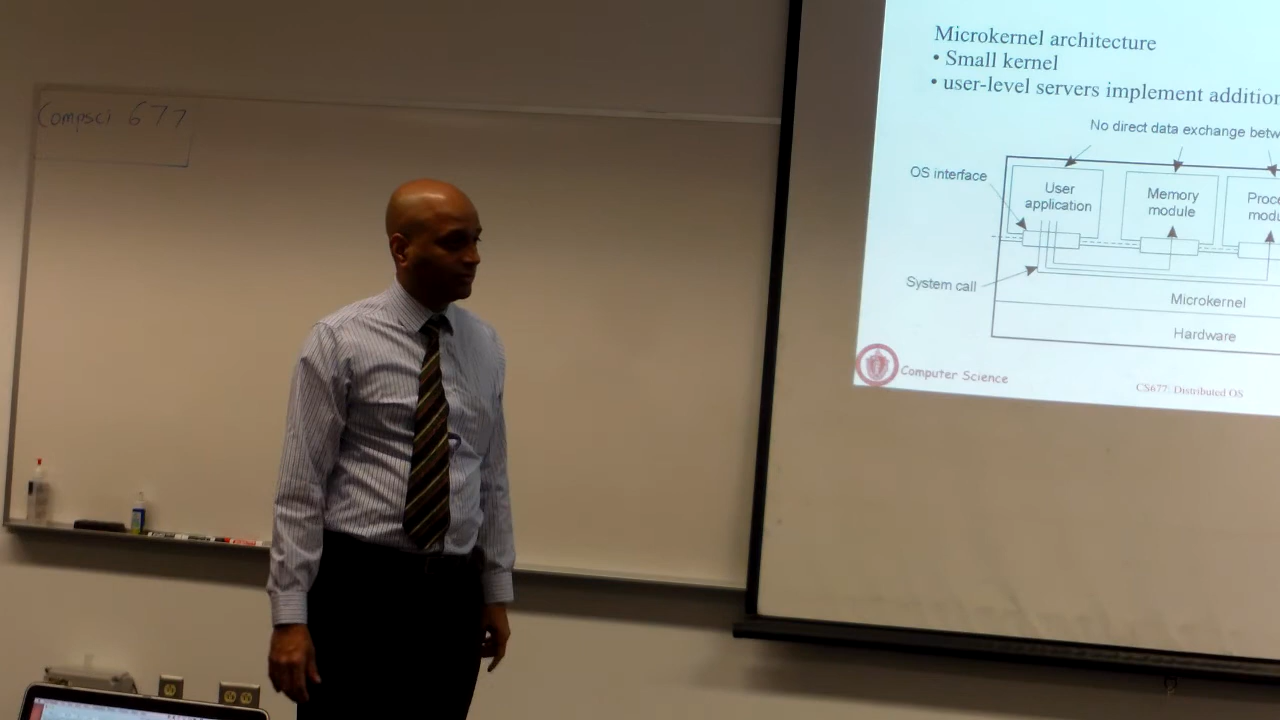 Compsci 677
Microkernel architecture
• Small kernel
• user-level servers implement addition
No direct data exchange betw
OS interface
User
application
Memory
module
Proce
modu
System call
Microkernel
Hardware
Computer Science
CS677: Distributed OS